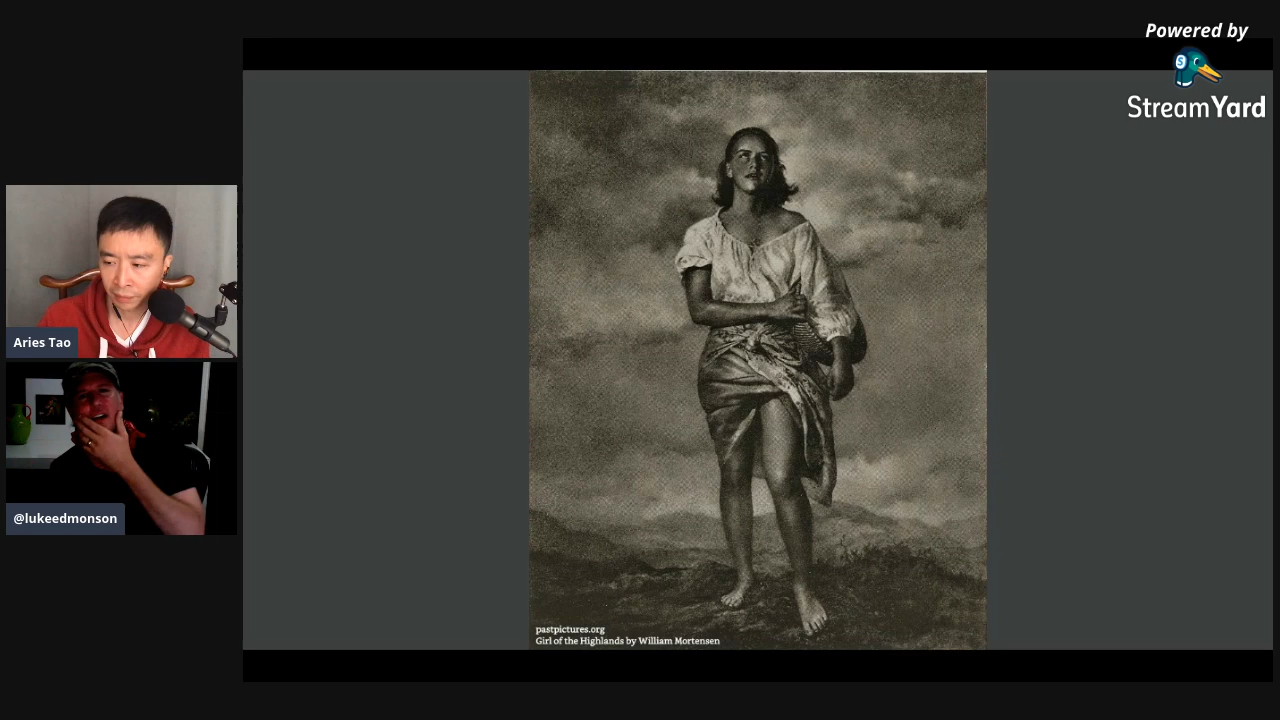 Powered by
StreamYard
Aries Tao
@lukeedmonson
pastpictures.org
Girl of the Highlands by William Mortensen